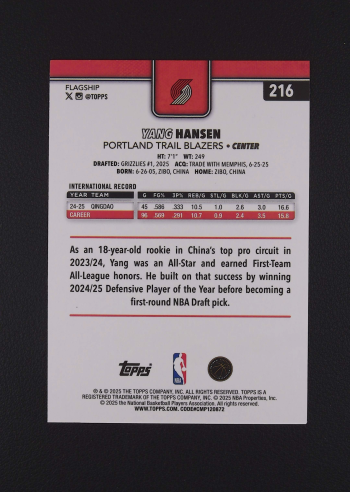 FLAGSHIP
X @TOPPS
216
YANG HANSEN
PORTLAND TRAIL BLAZERS • CENTER
HT: 7'1" WT: 249
DRAFTED: GRIZZLIES #1, 2025 ACQ: TRADE WITH MEMPHIS, 6-25-25
BORN: 6-26-05, ZIBO, CHINA HOME: ZIBO, CHINA
INTERNATIONAL RECORD
YEAR TEAM G FG% 3P% REB/G STL/G BLK/G AST/G PTS/G
24-25 QINGDAO 45 .586 .333 10.5 1.0 2.6 3.0 16.6
CAREER 96 .569 .291 10.7 0.9 2.4 3.5 15.8
As an 18-year-old rookie in China's top pro circuit in
2023/24, Yang was an All-Star and earned First-Team
All-League honors. He built on that success by winning
2024/25 Defensive Player of the Year before becoming a
first-round NBA Draft pick.
Topps
NBA
® & © 2025 THE TOPPS COMPANY, INC. ALL RIGHTS RESERVED. TOPPS IS A
REGISTERED TRADEMARK OF THE TOPPS COMPANY, INC. © 2025 NBA Properties, Inc.
© 2025 the National Basketball Players Association. All rights reserved.
WWW.TOPPS.COM. CODE#CMP120872